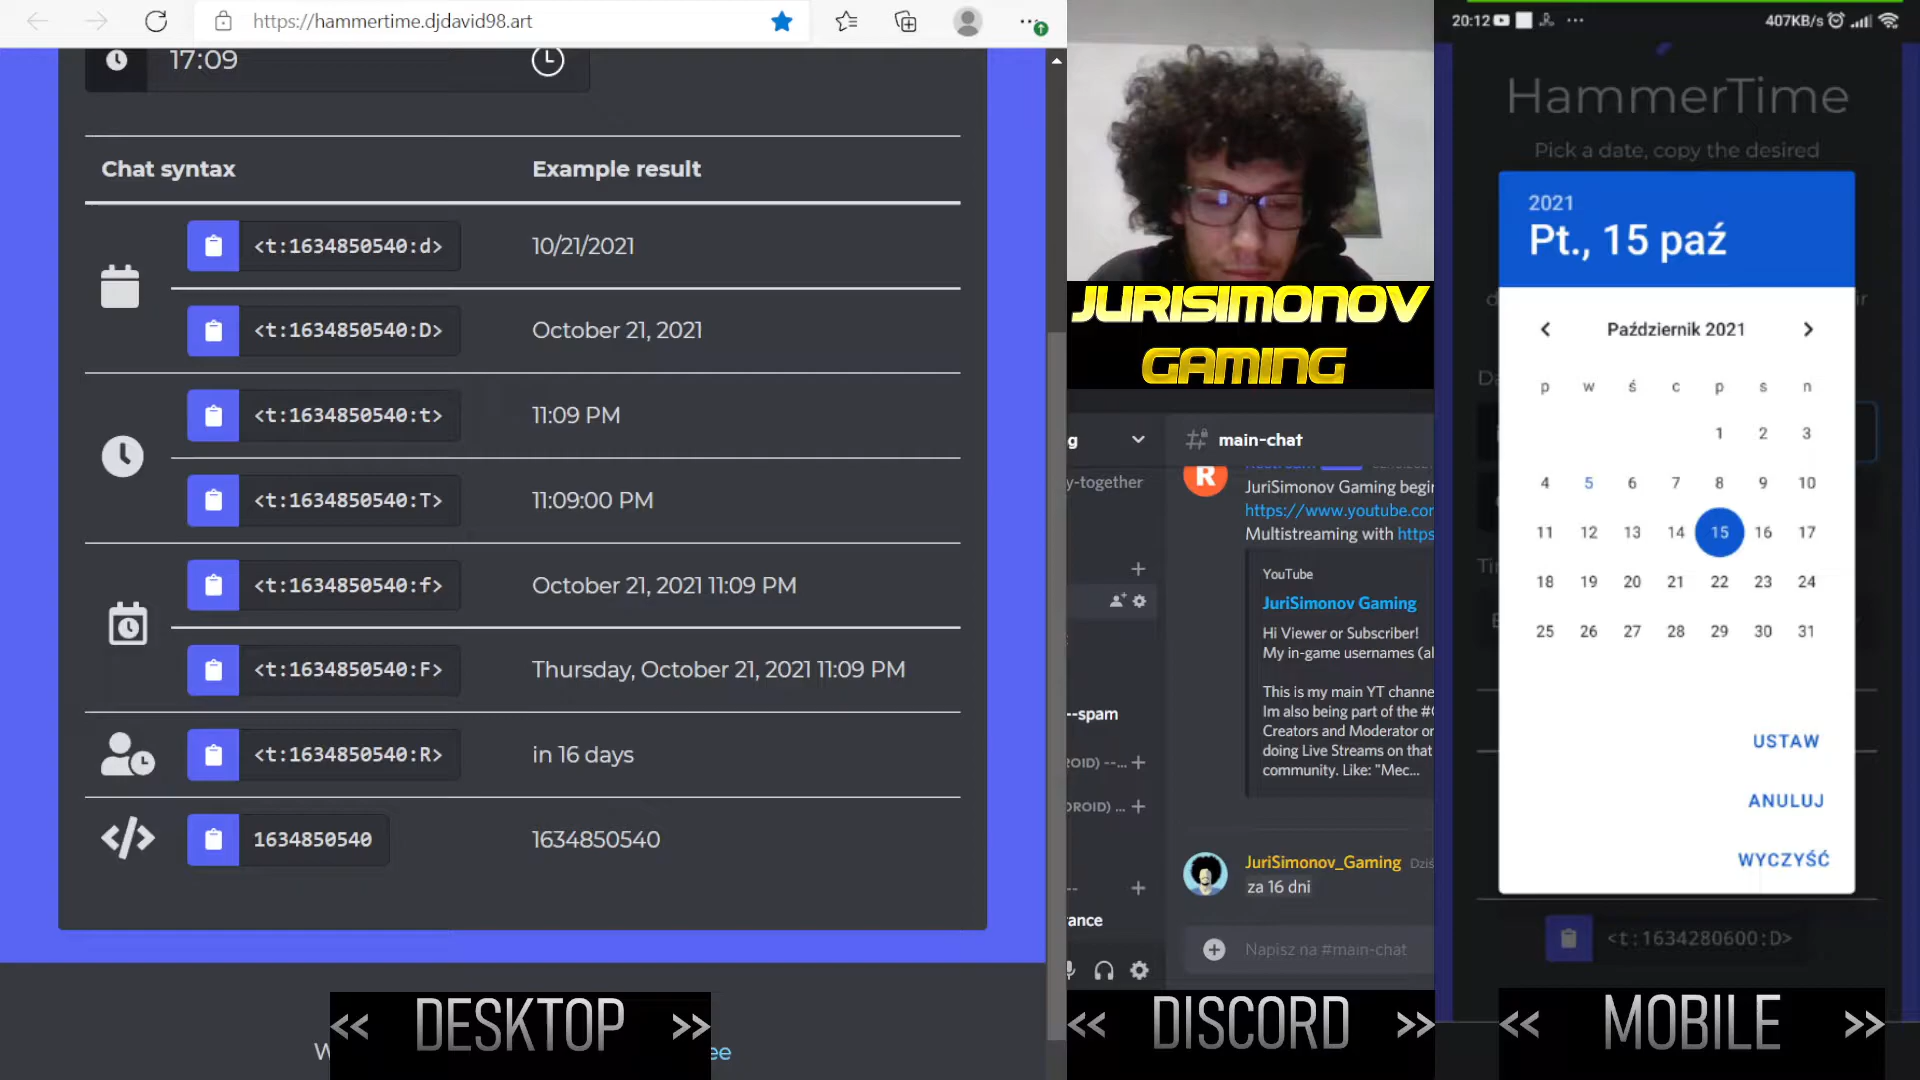 https://hammertime.djdavid98.art
17:09
Chat syntax
Example result
<t:1634850540:d>
10/21/2021
<t:1634850540:D>
October 21, 2021
<t:1634850540:t>
11:09 PM
<t:1634850540:T>
11:09:00 PM
<t:1634850540:f>
October 21, 2021 11:09 PM
<t:1634850540:F>
Thursday, October 21, 2021 11:09 PM
<t:1634850540:R>
in 16 days
1634850540
1634850540
W
ee
<< DESKTOP >>
JURISIMONOV
GAMING
g
main-chat
y-together
R
JuriSimonov Gaming begin
https://www.youtube.cor
Multistreaming with https
YouTube
JuriSimonov Gaming
Hi Viewer or Subscriber!
My in-game usernames (al
This is my main YT channe
Im also being part of the #
Creators and Moderator or
doing Live Streams on that
community. Like: "Mec...
--spam
ROID) --...
DROID) ...
--
rance
JuriSimonov_Gaming Dziś
za 16 dni
Napisz na #main-chat
<< DISCORD >>
20:12
407KB/s
HammerTime
Pick a date, copy the desired
2021
Pt., 15 paź
Październik 2021
p w ś c p s n
1 2 3
4 5 6 7 8 9 10
11 12 13 14 15 16 17
18 19 20 21 22 23 24
25 26 27 28 29 30 31
USTAW
ANULUJ
WYCZYŚĆ
<t:1634280600:D>
<< MOBILE >>